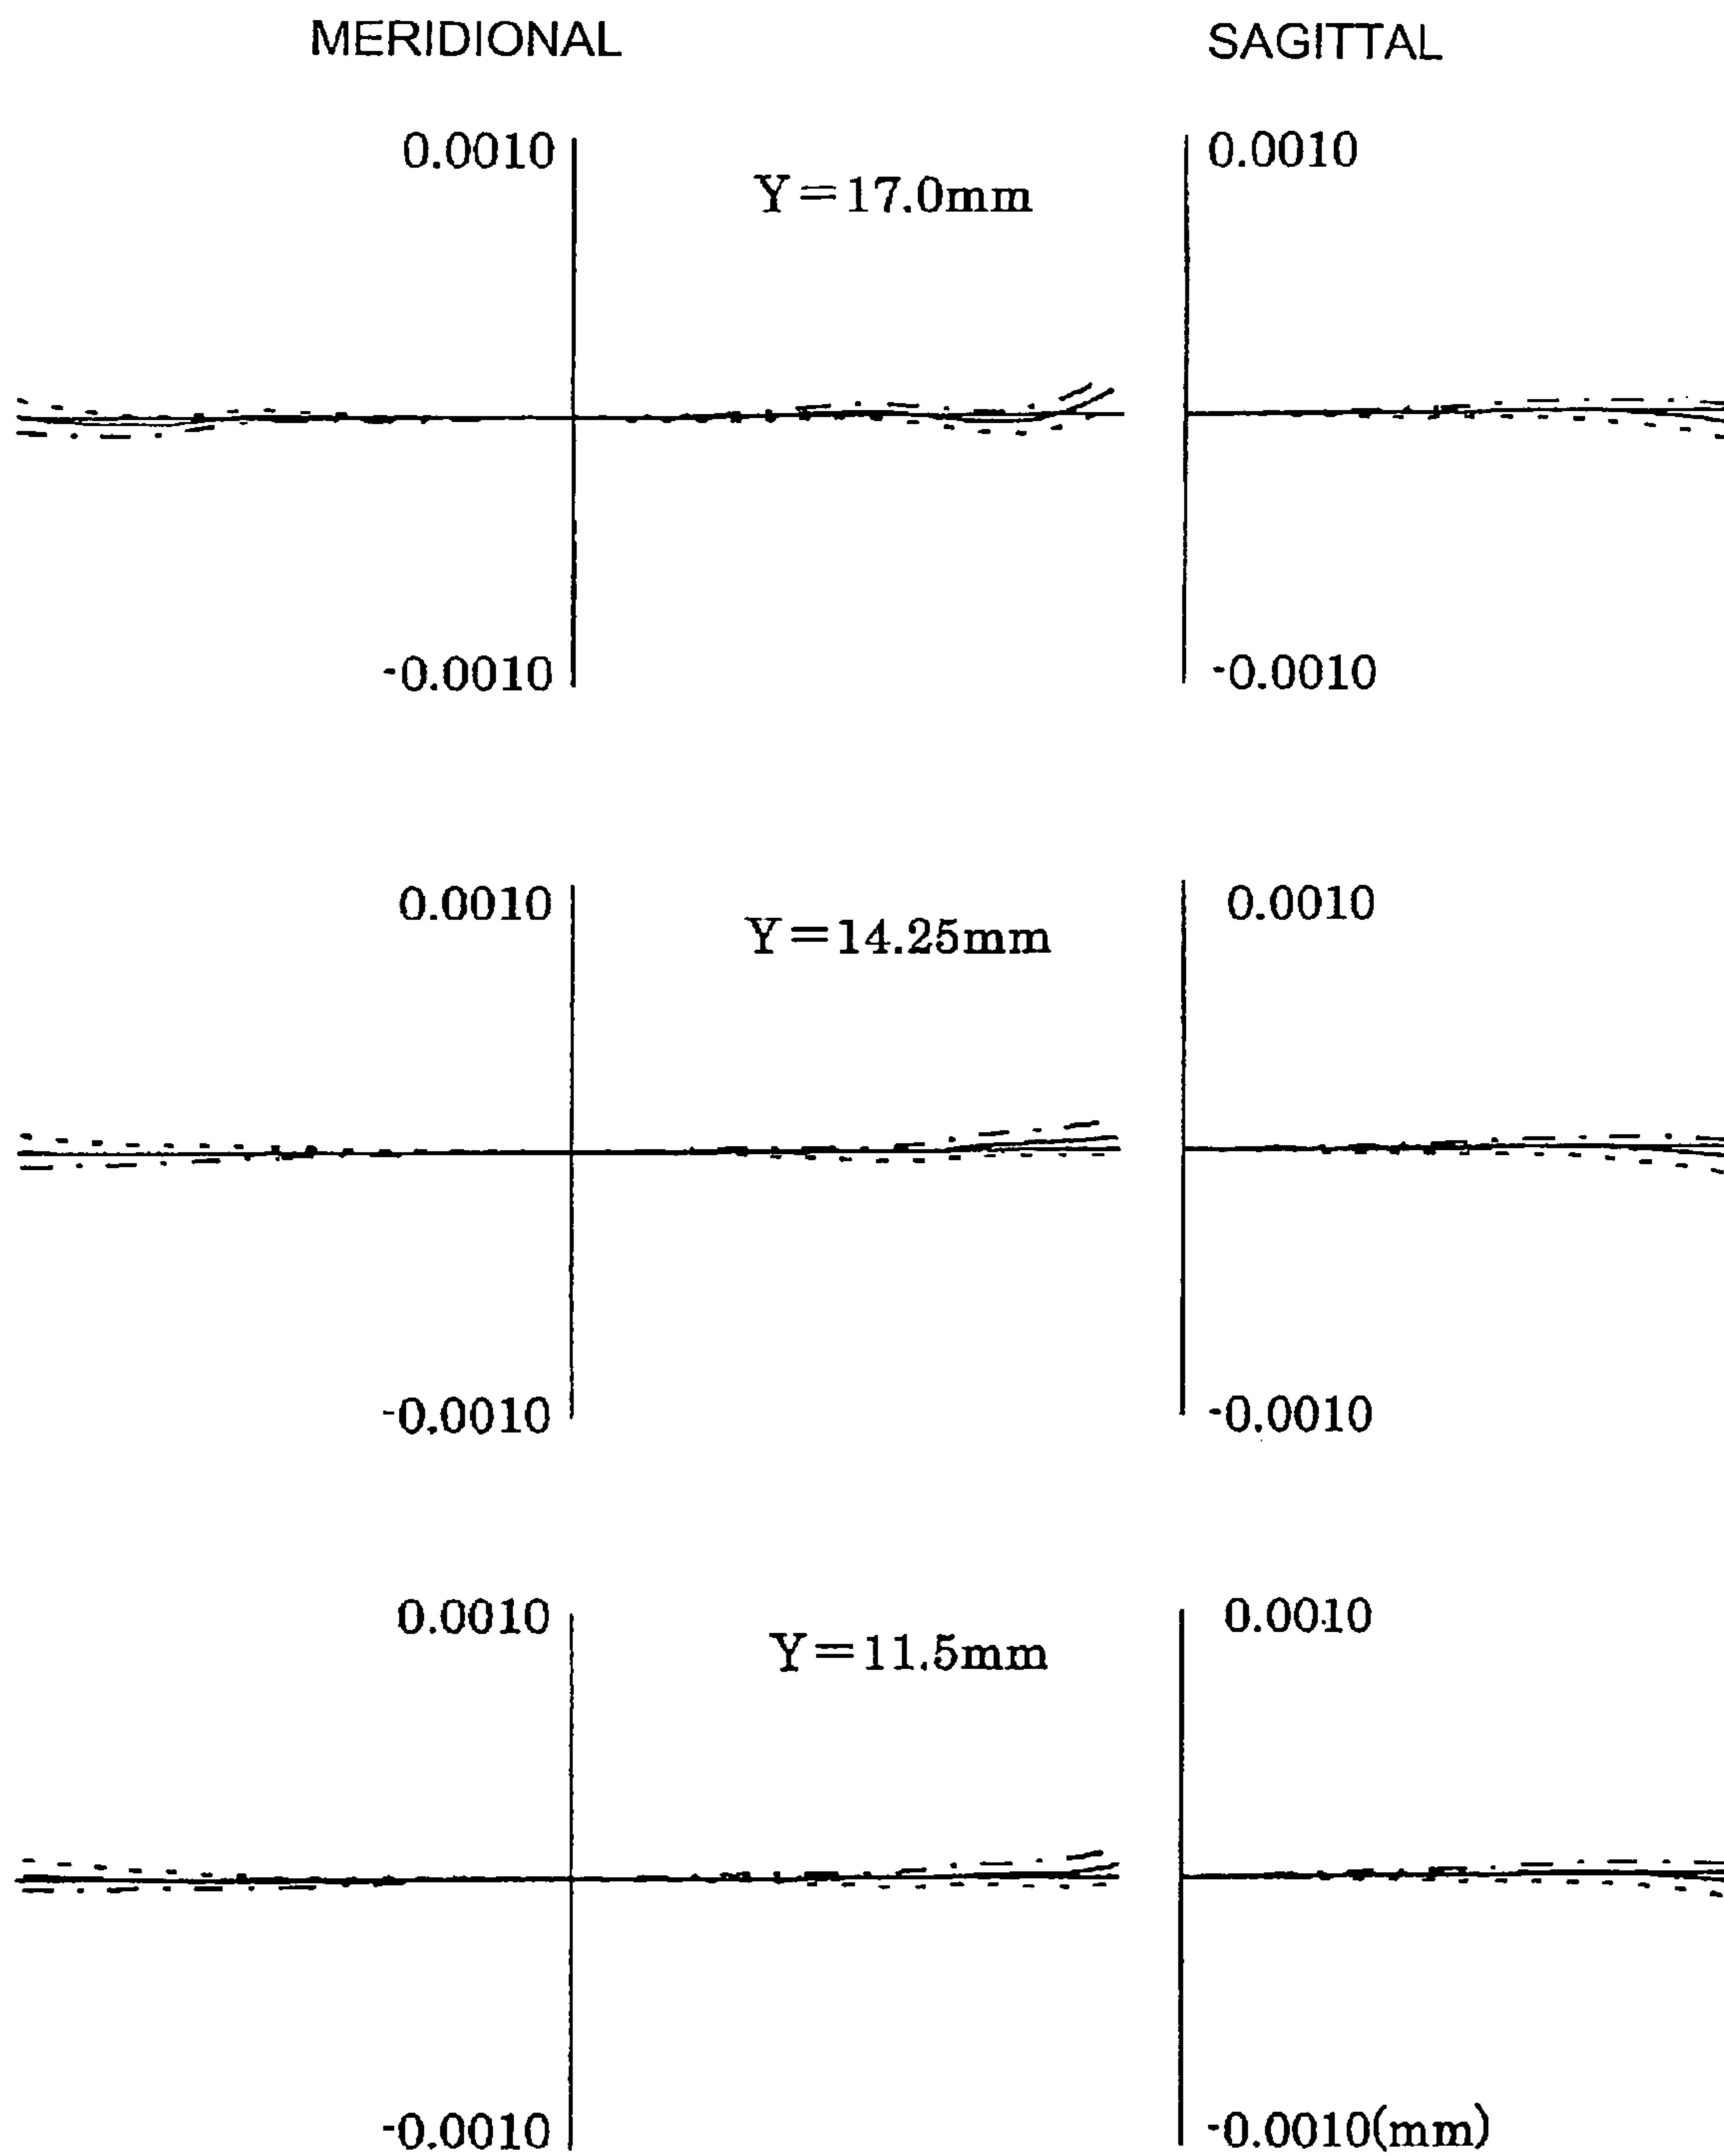 MERIDIONAL SAGITTAL
0.0010 Y=17.0mm 0.0010
-0.0010 -0.0010
0.0010 Y=14.25mm 0.0010
-0.0010 -0.0010
0.0010 Y=11.5mm 0.0010
-0.0010 -0.0010(mm)